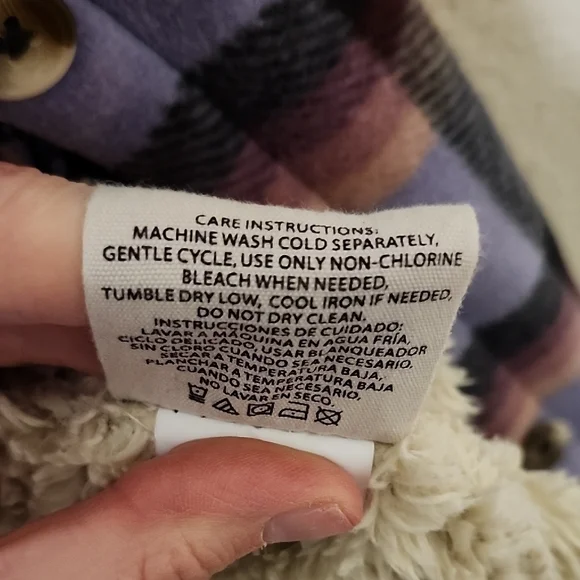 CARE INSTRUCTIONS:
MACHINE WASH COLD SEPARATELY,
GENTLE CYCLE, USE ONLY NON-CHLORINE
BLEACH WHEN NEEDED,
TUMBLE DRY LOW, COOL IRON IF NEEDED,
DO NOT DRY CLEAN.
INSTRUCCIONES DE CUIDADO:
LAVAR A MAQUINA EN AGUA FRÍA,
CICLO DELICADO, USAR BLANQUEADOR
SIN CLORO CUANDO SEA NECESARIO,
SECAR A TEMPERATURA BAJA,
PLANCHAR A TEMPERATURA BAJA
CUANDO SEA NECESARIO,
NO LAVAR EN SECO.